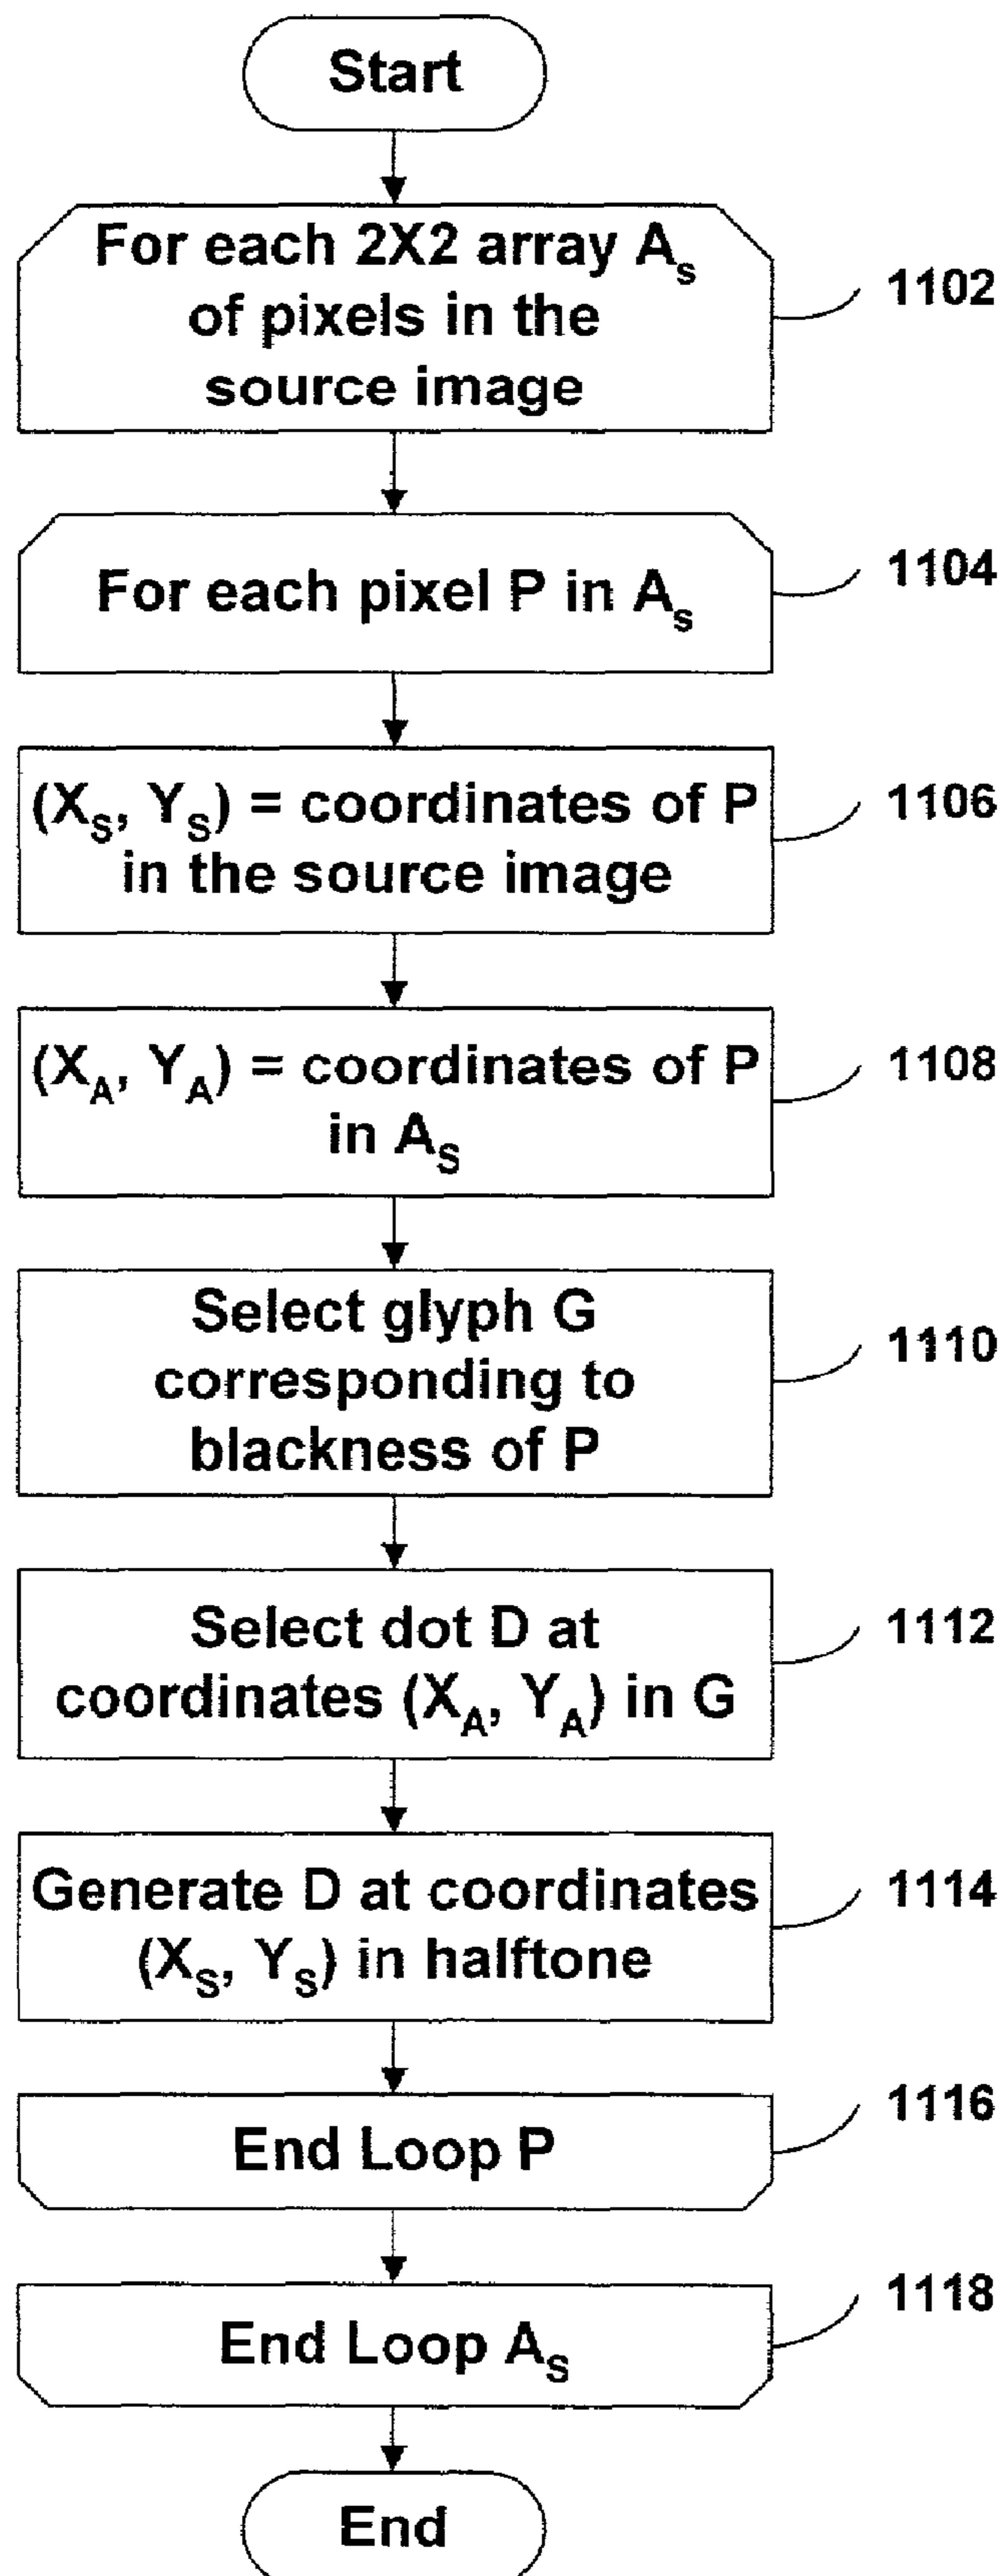 Start
For each 2X2 array As
of pixels in the
source image
1102
For each pixel P in As
1104
(XS, YS) = coordinates of P
in the source image
1106
(XA, YA) = coordinates of P
in AS
1108
Select glyph G
corresponding to
blackness of P
1110
Select dot D at
coordinates (XA, YA) in G
1112
Generate D at coordinates
(XS, YS) in halftone
1114
End Loop P
1116
End Loop AS
1118
End